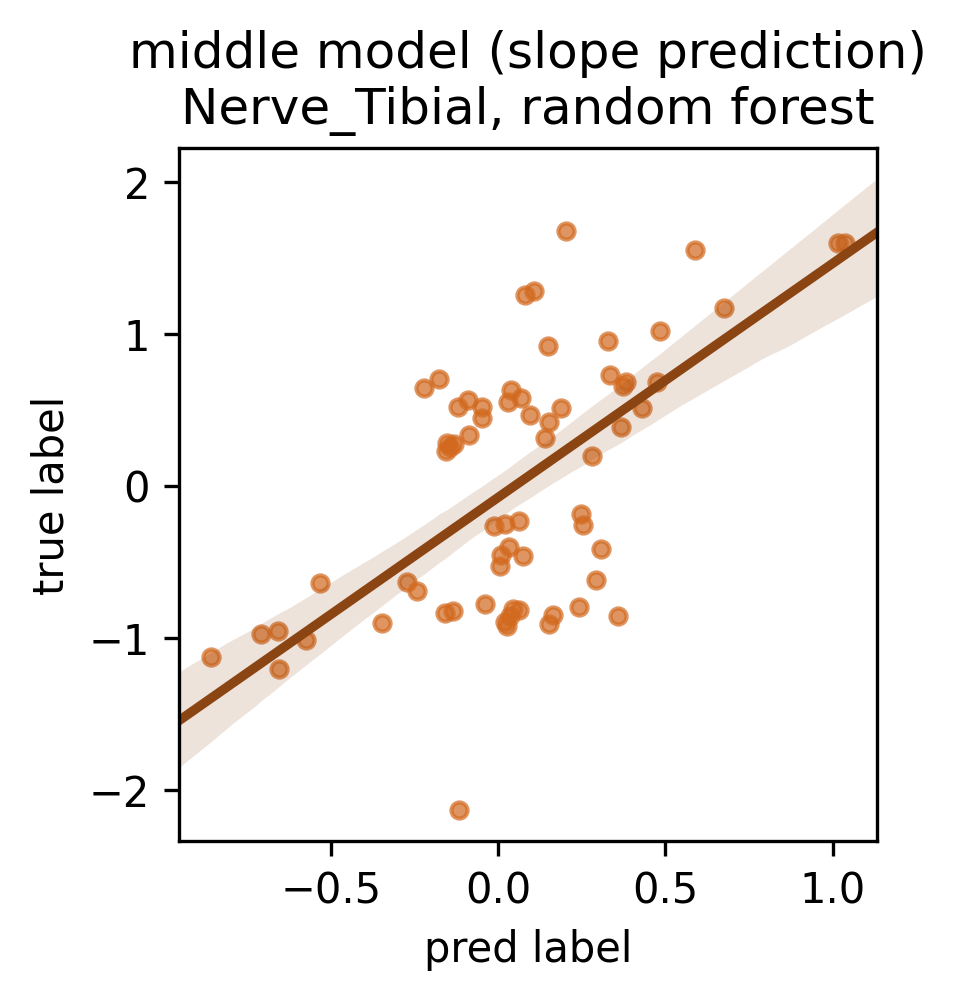 middle model (slope prediction)
Nerve_Tibial, random forest
2
1
0
−1
−2
true label
−0.5
0.0
0.5
1.0
pred label